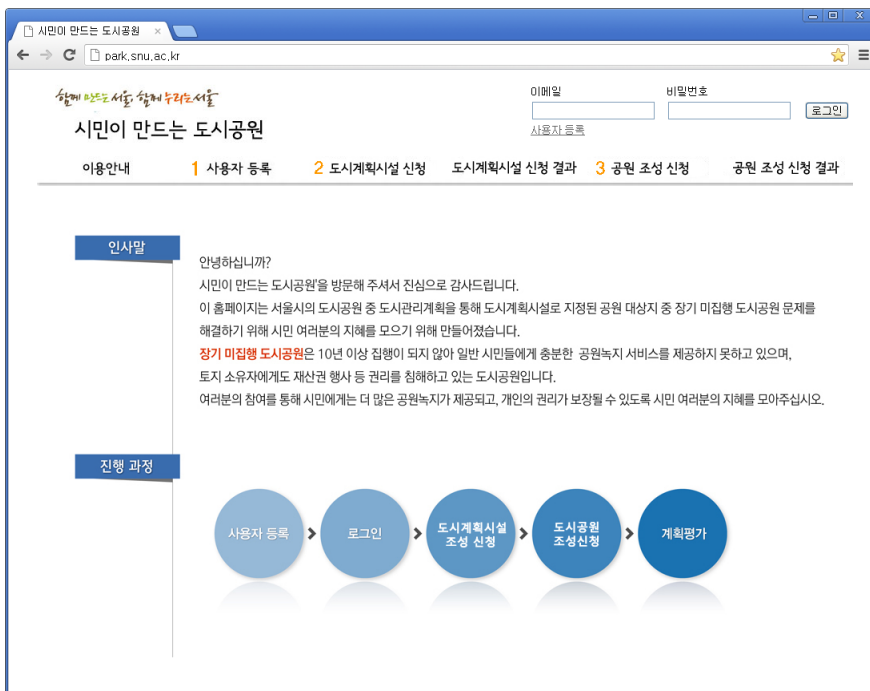 시민이 만드는 도시공원
park.snu.ac.kr
함께 만드는 서울, 함께 누리는 서울
시민이 만드는 도시공원
이메일 비밀번호
로그인
사용자 등록
이용안내 1 사용자 등록 2 도시계획시설 신청 도시계획시설 신청 결과 3 공원 조성 신청 공원 조성 신청 결과
인사말
안녕하십니까?
시민이 만드는 도시공원'을 방문해 주셔서 진심으로 감사드립니다.
이 홈페이지는 서울시의 도시공원 중 도시관리계획을 통해 도시계획시설로 지정된 공원 대상지 중 장기 미집행 도시공원 문제를
해결하기 위해 시민 여러분의 지혜를 모으기 위해 만들어졌습니다.
장기 미집행 도시공원은 10년 이상 집행이 되지 않아 일반 시민들에게 충분한 공원녹지 서비스를 제공하지 못하고 있으며,
토지 소유자에게도 재산권 행사 등 권리를 침해하고 있는 도시공원입니다.
여러분의 참여를 통해 시민에게는 더 많은 공원녹지가 제공되고, 개인의 권리가 보장될 수 있도록 시민 여러분의 지혜를 모아주십시오.
진행 과정
사용자 등록
로그인
도시계획시설
조성 신청
도시공원
조성신청
계획평가